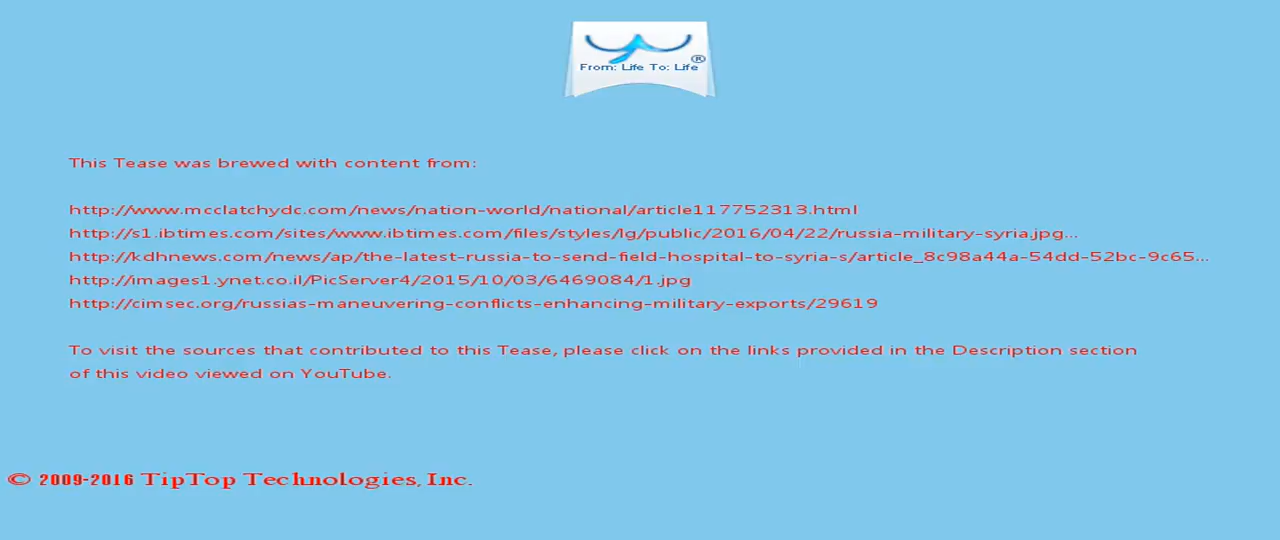 From: Life To: Life®
This Tease was brewed with content from:
http://www.mcclatchydc.com/news/nation-world/national/article117752313.html
http://s1.ibtimes.com/sites/www.ibtimes.com/files/styles/lg/public/2016/04/22/russia-military-syria.jpg...
http://kdhnews.com/news/ap/the-latest-russia-to-send-field-hospital-to-syria-s/article_8c98a44a-54dd-52bc-9c65...
http://images1.ynet.co.il/PicServer4/2015/10/03/6469084/1.jpg
http://cimsec.org/russias-maneuvering-conflicts-enhancing-military-exports/29619
To visit the sources that contributed to this Tease, please click on the links provided in the Description section
of this video viewed on YouTube.
© 2009-2016 TipTop Technologies, Inc.